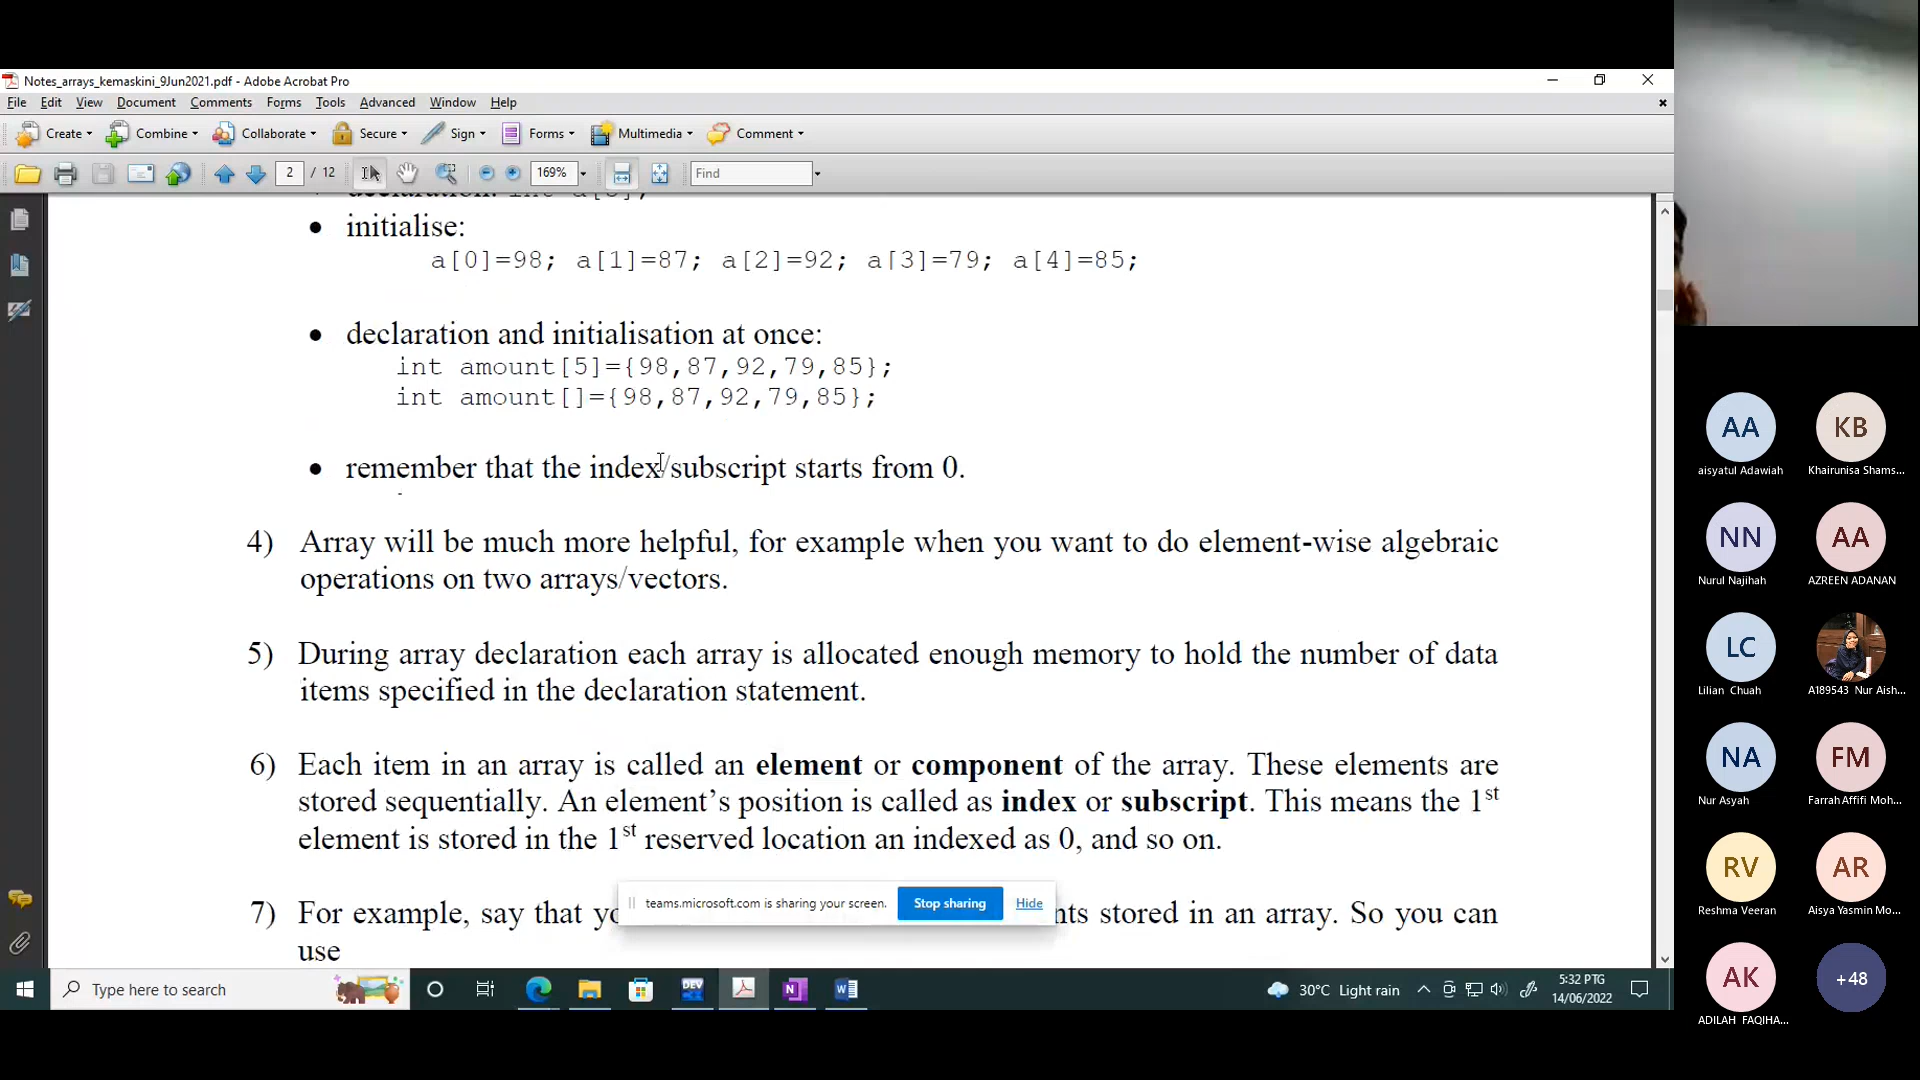 Notes_arrays_kemaskini_9Jun2021.pdf - Adobe Acrobat Pro
File Edit View Document Comments Forms Tools Advanced Window Help
Create Combine Collaborate Secure Sign Forms Multimedia Comment
2 / 12 169% Find
• initialise:
a[0]=98; a[1]=87; a[2]=92; a[3]=79; a[4]=85;
• declaration and initialisation at once:
int amount[5]={98,87,92,79,85};
int amount[]={98,87,92,79,85};
• remember that the index/subscript starts from 0.
4) Array will be much more helpful, for example when you want to do element-wise algebraic
operations on two arrays/vectors.
5) During array declaration each array is allocated enough memory to hold the number of data
items specified in the declaration statement.
6) Each item in an array is called an element or component of the array. These elements are
stored sequentially. An element’s position is called as index or subscript. This means the 1st
element is stored in the 1st reserved location an indexed as 0, and so on.
7) For example, say that
stored in an array. So you can
use
teams.microsoft.com is sharing your screen. Stop sharing Hide
Type here to search
DEV
30°C Light rain
5:32 PTG
14/06/2022
AA
aisyatul Adawiah
KB
Khairunisa Shams...
NN
Nurul Najihah
AA
AZREEN ADANAN
LC
Lilian Chuah
A189543 Nur Aish...
NA
Nur Asyah
FM
Farrah Affifi Moh...
RV
Reshma Veeran
AR
Aisya Yasmin Mo...
AK
ADILAH FAQIHA...
+48